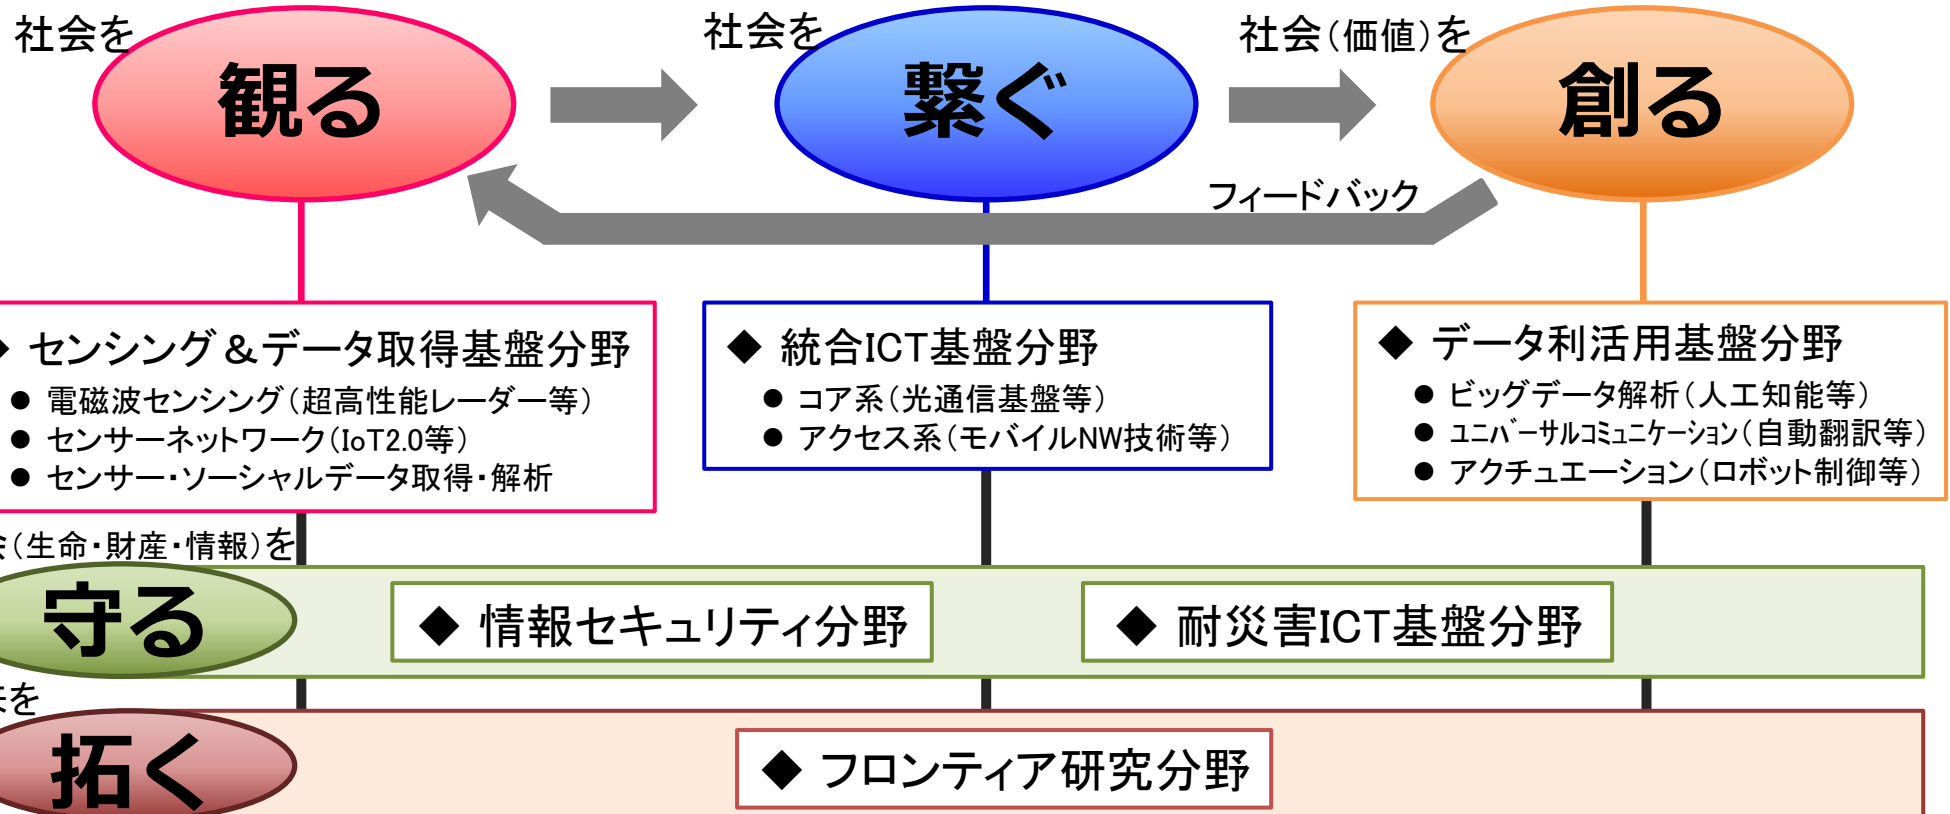 社会を
観る
社会を
繋ぐ
社会(価値)を
創る
フィードバック
◆ センシング&データ取得基盤分野
● 電磁波センシング(超高性能レーダー等)
● センサーネットワーク(IoT2.0等)
● センサー・ソーシャルデータ取得・解析
◆ 統合ICT基盤分野
● コア系(光通信基盤等)
● アクセス系(モバイルNW技術等)
◆ データ利活用基盤分野
● ビッグデータ解析(人工知能等)
● ユニバーサルコミュニケーション(自動翻訳等)
● アクチュエーション(ロボット制御等)
(生命・財産・情報)を
守る
◆ 情報セキュリティ分野
◆ 耐災害ICT基盤分野
を
拓く
◆ フロンティア研究分野